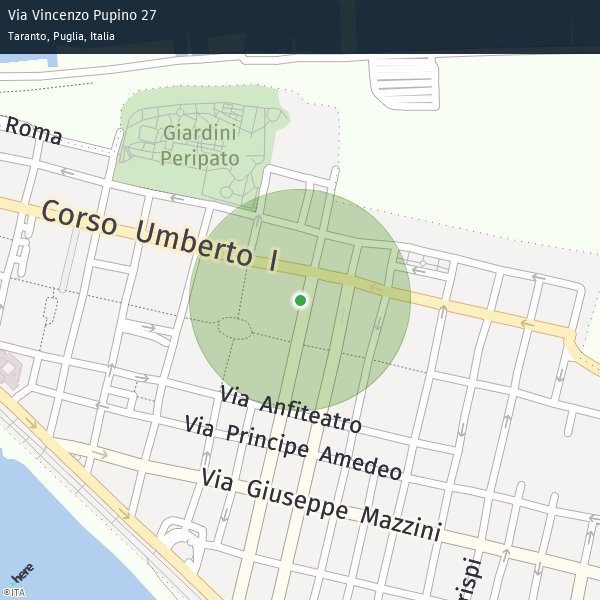 Via Vincenzo Pupino 27
Taranto, Puglia, Italia
Roma
Giardini
Peripato
Corso Umberto I
Via Anfiteatro
Via Principe Amedeo
Via Giuseppe Mazzini
rispi
here
©ITA